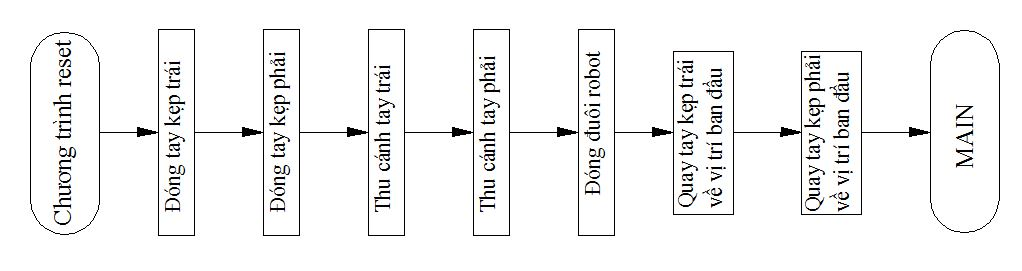 Chương trình reset
Đóng tay kẹp trái
Đóng tay kẹp phải
Thu cánh tay trái
Thu cánh tay phải
Đóng đuôi robot
Quay tay kẹp trái
về vị trí ban đầu
Quay tay kẹp phải
về vị trí ban đầu
MAIN